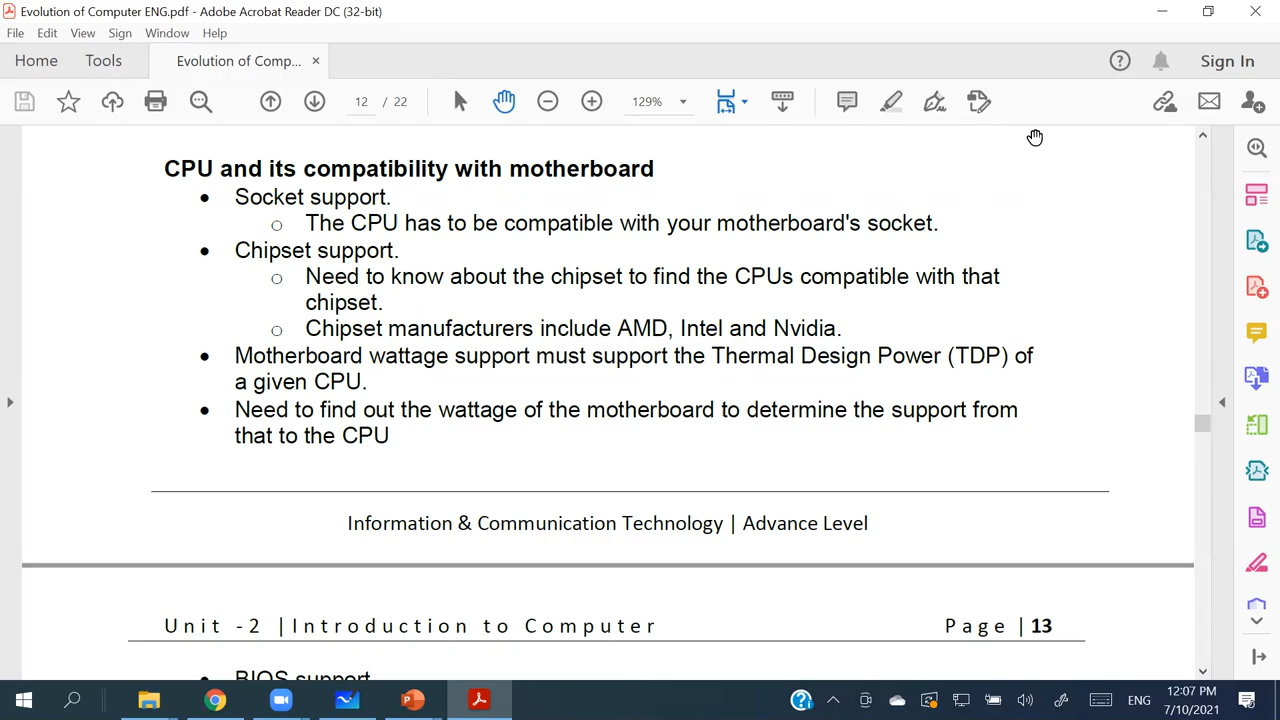 Evolution of Computer ENG.pdf - Adobe Acrobat Reader DC (32-bit)
File Edit View Sign Window Help
Home Tools Evolution of Comp... × Sign In
12 / 22 129%
CPU and its compatibility with motherboard
• Socket support.
o The CPU has to be compatible with your motherboard's socket.
• Chipset support.
o Need to know about the chipset to find the CPUs compatible with that
chipset.
o Chipset manufacturers include AMD, Intel and Nvidia.
• Motherboard wattage support must support the Thermal Design Power (TDP) of
a given CPU.
• Need to find out the wattage of the motherboard to determine the support from
that to the CPU
Information & Communication Technology | Advance Level
Unit -2 |Introduction to Computer Page |13
• BIOS support
ENG 12:07 PM
7/10/2021